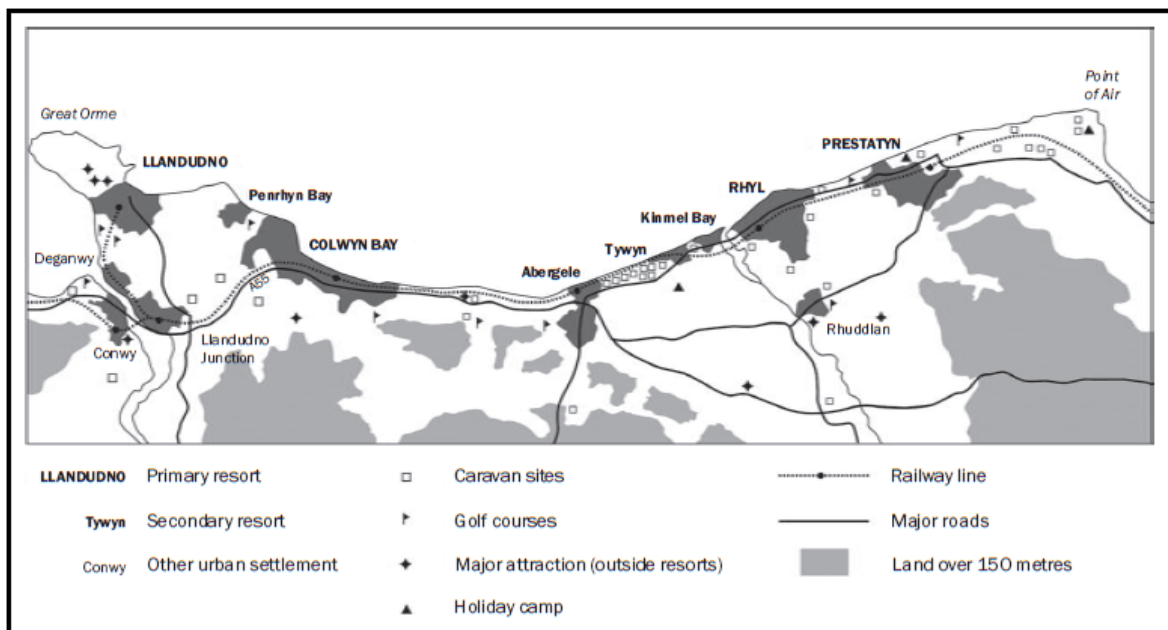 Point
of Air
Great Orme
PRESTATYN
LLANDUDNO
RHYL
Penrhyn Bay
Kinmel Bay
COLWYN BAY
Tywyn
Deganwy
Abergele
A55
Rhuddlan
Llandudno
Junction
Conwy
LLANDUDNO Primary resort
Caravan sites
Railway line
Tywyn Secondary resort
Golf courses
Major roads
Conwy Other urban settlement
Major attraction (outside resorts)
Land over 150 metres
Holiday camp